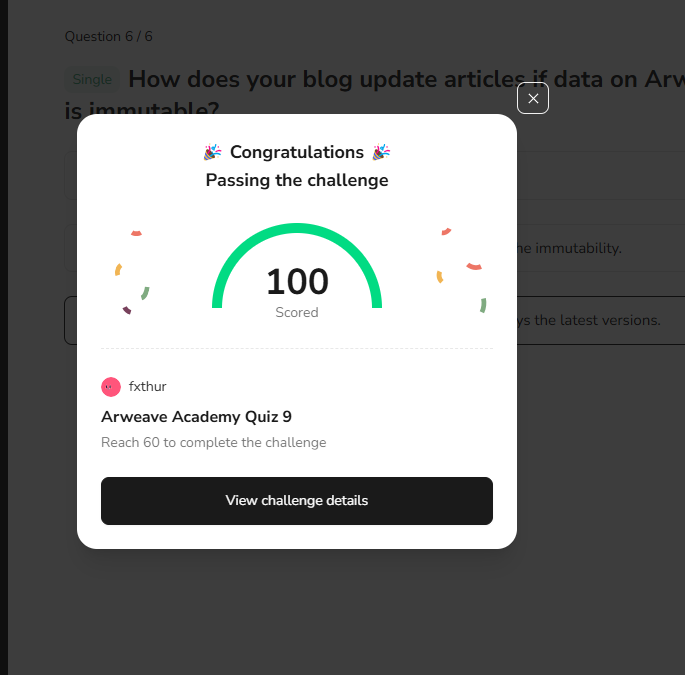 Question 6 / 6
Single How does your blog update articles if data on Arw
is immutable?
he immutability.
ys the latest versions.
Congratulations
Passing the challenge
100
Scored
fxthur
Arweave Academy Quiz 9
Reach 60 to complete the challenge
View challenge details